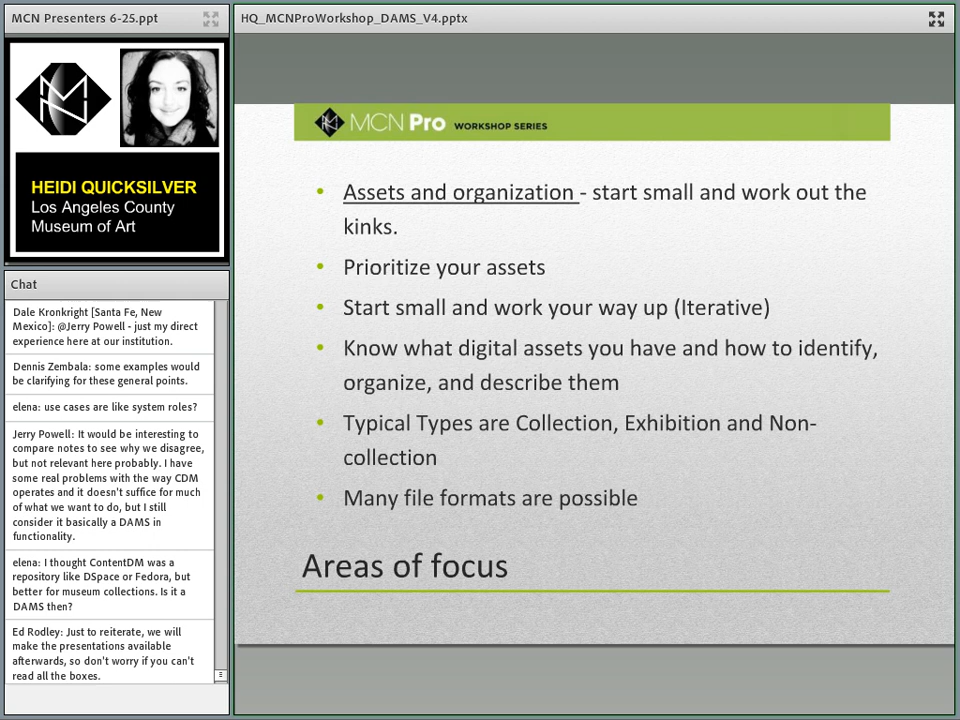 MCN Presenters 6-25.ppt
HEIDI QUICKSILVER
Los Angeles County
Museum of Art
Chat
Dale Kronkright [Santa Fe, New
Mexico]: @Jerry Powell - just my direct
experience here at our institution.
Dennis Zembala: some examples would
be clarifying for these general points.
elena: use cases are like system roles?
Jerry Powell: It would be interesting to
compare notes to see why we disagree,
but not relevant here probably. I have
some real problems with the way CDM
operates and it doesn't suffice for much
of what we want to do, but I still
consider it basically a DAMS in
functionality.
elena: I thought ContentDM was a
repository like DSpace or Fedora, but
better for museum collections. Is it a
DAMS then?
Ed Rodley: Just to reiterate, we will
make the presentations available
afterwards, so don't worry if you can't
read all the boxes.
HQ_MCNProWorkshop_DAMS_V4.pptx
MCN Pro WORKSHOP SERIES
• Assets and organization - start small and work out the
kinks.
• Prioritize your assets
• Start small and work your way up (Iterative)
• Know what digital assets you have and how to identify,
organize, and describe them
• Typical Types are Collection, Exhibition and Non-
collection
• Many file formats are possible
Areas of focus